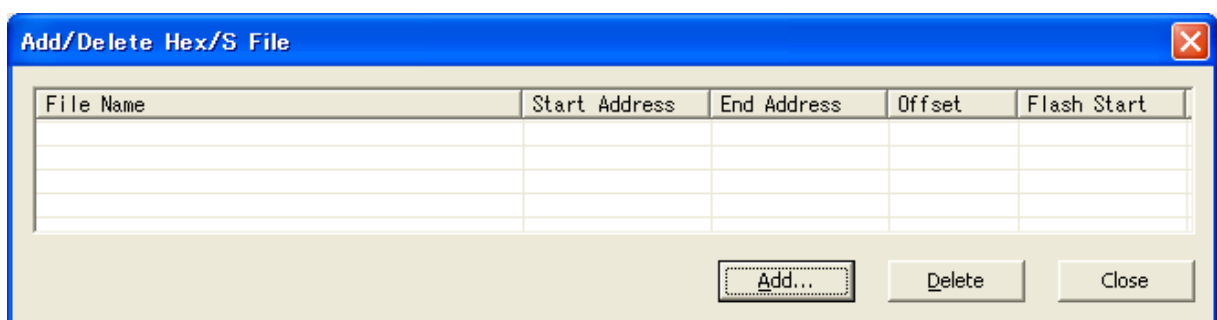 Add/Delete Hex/S File
File Name Start Address End Address Offset Flash Start
Add... Delete Close